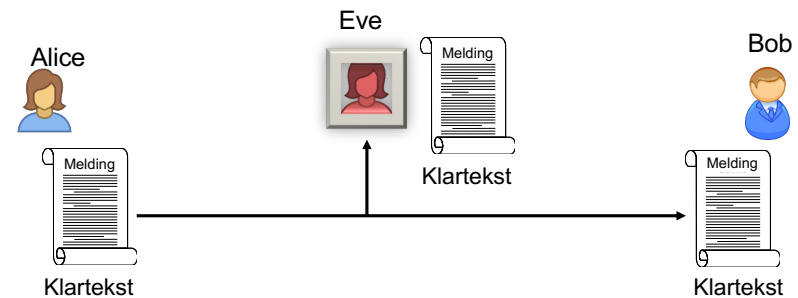 Eve
Alice
Bob
Melding
Klartekst
Melding
Klartekst
Melding
Klartekst